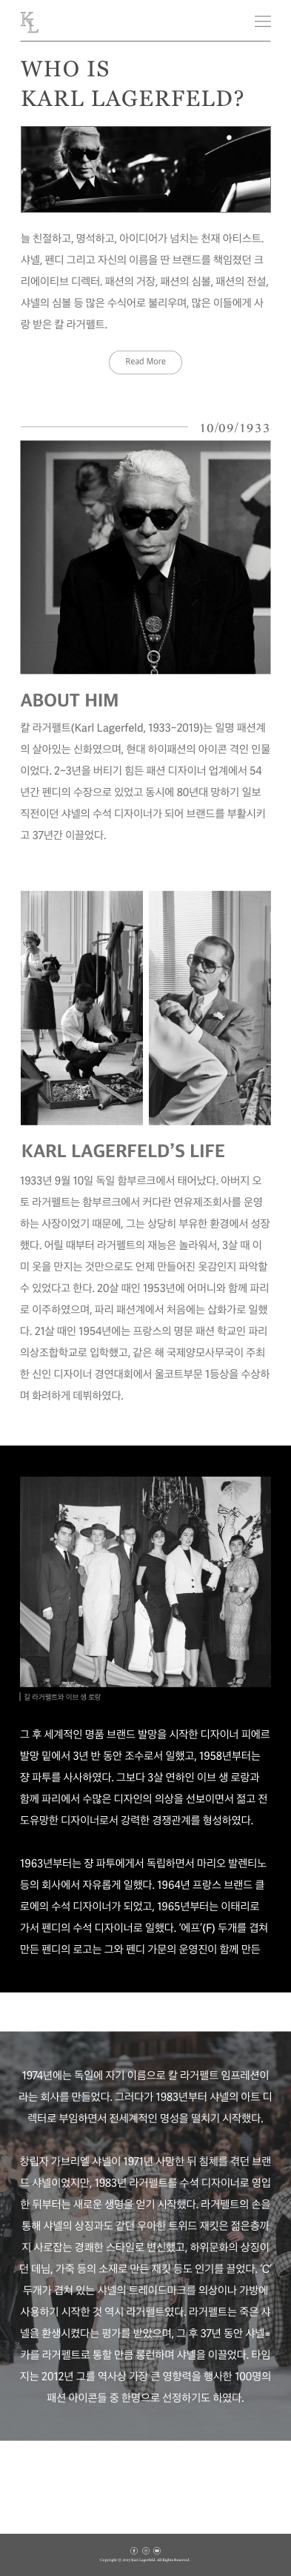 KL
WHO IS
KARL LAGERFELD?
늘 친절하고, 명석하고, 아이디어가 넘치는 천재 아티스트.
샤넬, 펜디 그리고 자신의 이름을 딴 브랜드를 책임졌던 크
리에이티브 디렉터. 패션의 거장, 패션의 심볼, 패션의 전설,
샤넬의 심볼 등 많은 수식어로 불리우며, 많은 이들에게 사
랑 받은 칼 라거펠트.
Read More
10/09/1933
ABOUT HIM
칼 라거펠트(Karl Lagerfeld, 1933-2019)는 일명 패션계
의 살아있는 신화였으며, 현대 하이패션의 아이콘 격인 인물
이었다. 2~3년을 버티기 힘든 패션 디자이너 업계에서 54
년간 펜디의 수장으로 있었고 동시에 80년대 망하기 일보
직전이던 샤넬의 수석 디자이너가 되어 브랜드를 부활시키
고 37년간 이끌었다.
KARL LAGERFELD'S LIFE
1933년 9월 10일 독일 함부르크에서 태어났다. 아버지 오
토 라거펠트는 함부르크에서 커다란 연유제조회사를 운영
하는 사장이었기 때문에, 그는 상당히 부유한 환경에서 성장
했다. 어릴 때부터 라거펠트의 재능은 놀라워서, 3살 때 이
미 옷을 만지는 것만으로도 언제 만들어진 옷감인지 파악할
수 있었다고 한다. 20살 때인 1953년에 어머니와 함께 파리
로 이주하였으며, 파리 패션계에서 처음에는 삽화가로 일했
다. 21살 때인 1954년에는 프랑스의 명문 패션 학교인 파리
의상조합학교로 입학했고, 같은 해 국제양모사무국이 주최
한 신인 디자이너 경연대회에서 울코트부문 1등상을 수상하
며 화려하게 데뷔하였다.
칼 라거펠트와 이브 생 로랑
그 후 세계적인 명품 브랜드 발망을 시작한 디자이너 피에르
발망 밑에서 3년 반 동안 조수로서 일했고, 1958년부터는
쟝 파투를 사사하였다. 그보다 3살 연하인 이브 생 로랑과
함께 파리에서 수많은 디자인의 의상을 선보이면서 젊고 전
도유망한 디자이너로서 강력한 경쟁관계를 형성하였다.
1963년부터는 쟝 파투에게서 독립하면서 마리오 발렌티노
등의 회사에서 자유롭게 일했다. 1964년 프랑스 브랜드 클
로에의 수석 디자이너가 되었고, 1965년부터는 이태리로
가서 펜디의 수석 디자이너로 일했다. '에프'(F) 두개를 겹쳐
만든 펜디의 로고는 그와 펜디 가문의 운영진이 함께 만든
1974년에는 독일에 자기 이름으로 칼 라거펠트 임프레션이
라는 회사를 만들었다. 그러다가 1983년부터 샤넬의 아트 디
렉터로 부임하면서 전세계적인 명성을 떨치기 시작했다.
창립자 가브리엘 샤넬이 1971년 사망한 뒤 침체를 겪던 브랜
드 샤넬이었지만, 1983년 라거펠트를 수석 디자이너로 영입
한 뒤부터는 새로운 생명을 얻기 시작했다. 라거펠트의 손을
통해 샤넬의 상징과도 같던 우아한 트위드 재킷은 젊은층까
지 사로잡는 경쾌한 스타일로 변신했고, 하위문화의 상징이
던 데님, 가죽 등의 소재로 만든 재킷 등도 인기를 끌었다. 'C'
두개가 겹쳐 있는 샤넬의 트레이드마크를 의상이나 가방에
사용하기 시작한 것 역시 라거펠트였다. 라거펠트는 죽은 샤
넬을 환생시켰다는 평가를 받았으며, 그 후 37년 동안 샤넬=
카를 라거펠트로 통할 만큼 롱런하며 샤넬을 이끌었다. 타임
지는 2012년 그를 역사상 가장 큰 영향력을 행사한 100명의
패션 아이콘들 중 한명으로 선정하기도 하였다.